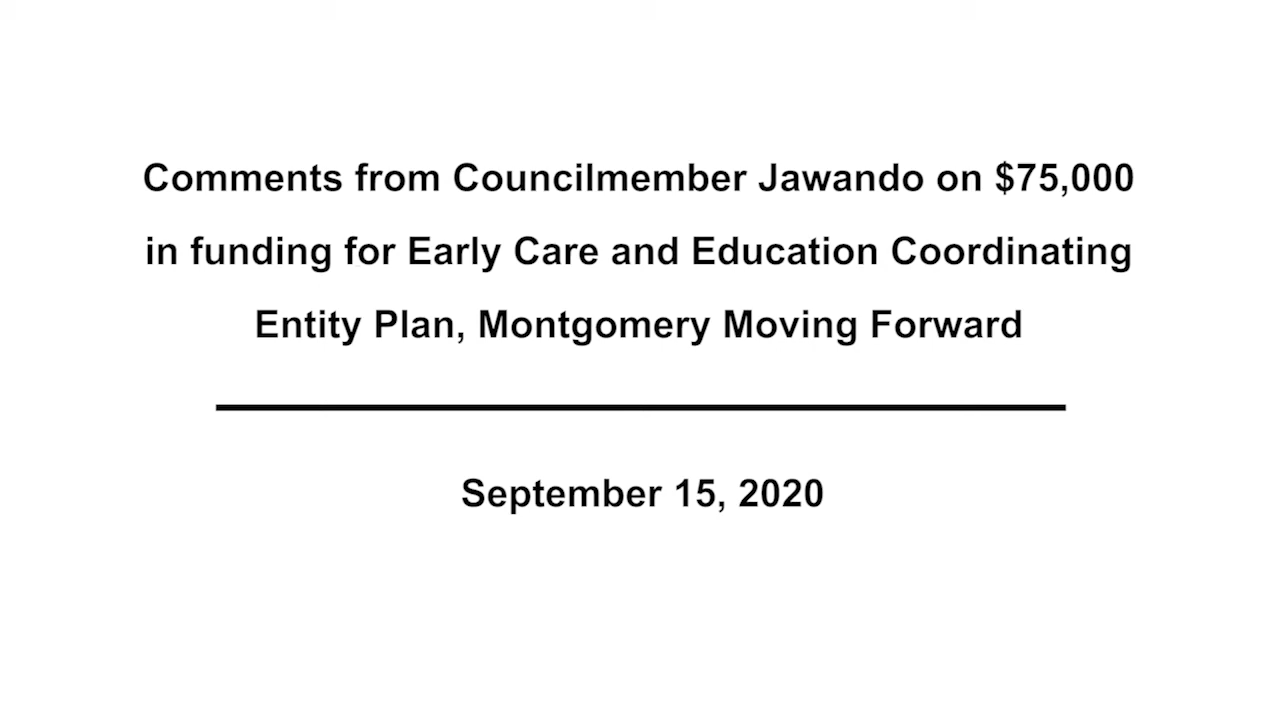 Comments from Councilmember Jawando on $75,000
in funding for Early Care and Education Coordinating
Entity Plan, Montgomery Moving Forward
September 15, 2020